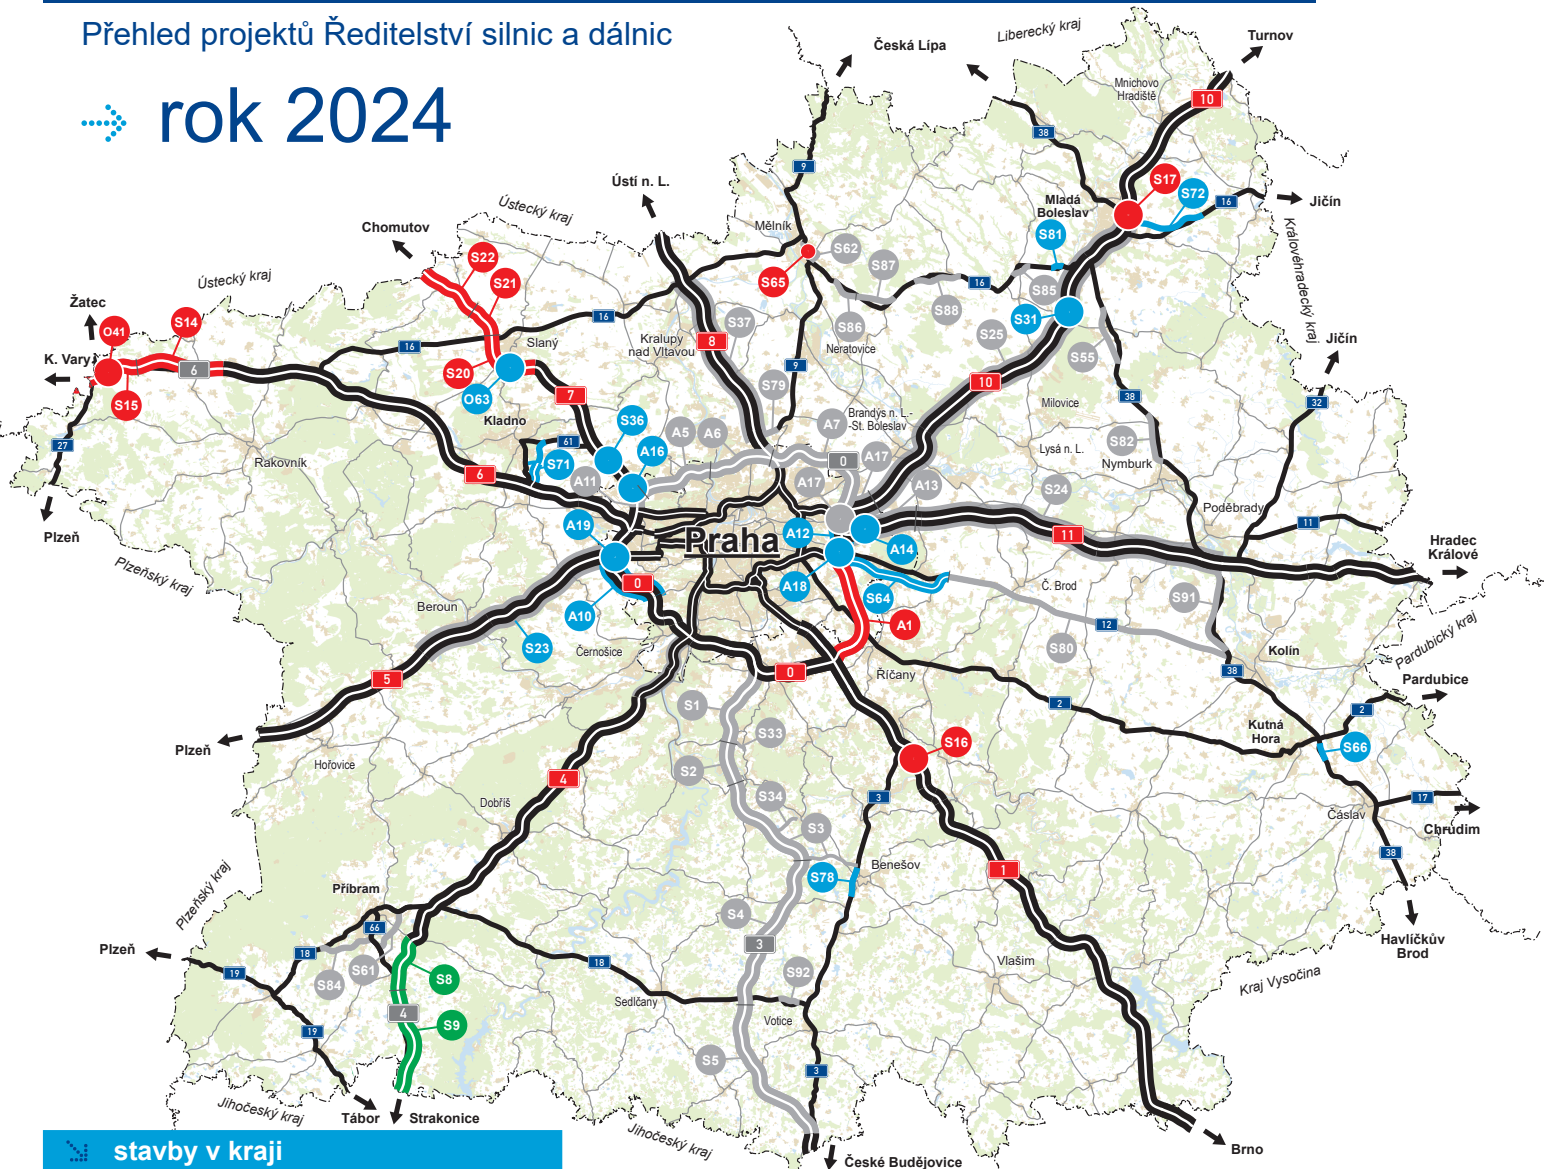 Přehled projektů Ředitelství silnic a dálnic
rok 2024
Česká Lípa
Liberecký kraj
Turnov
Mnichovo
Hradiště
10
38
9
Ústí n. L.
Ústecký kraj
Chomutov
Mělník
Mladá
Boleslav
S17
S72
16
Jičín
S81
Královéhradecký kraj
S22
S21
Ústecký kraj
Žatec
O41
S14
K. Vary
6
S15
16
16
Slaný
S20
O63
Kladno
7
Kralupy
nad Vltavou
8
S37
S65
S62
S87
16
S88
S86
Neratovice
9
S85
S31
S25
S55
Jičín
10
38
32
Milovice
S79
Brandýs n. L.-
-St. Boleslav
A7
27
Rakovník
Plzeň
6
61
S71
S36
A16
A11
A5
A6
0
A17
A17
A13
Lysá n. L.
S82
Nymburk
S24
Poděbrady
11
11
Hradec
Králové
A19
Praha
A12
A14
A18
S64
Plzeňský kraj
Beroun
0
A10
S23
Černošice
A1
Č. Brod
12
S80
S91
Kolín
38
Pardubický kraj
Pardubice
5
0
Říčany
2
2
Kutná
Hora
S66
Plzeň
Hořovice
S1
S33
S2
S16
4
Dobříš
S34
S3
3
17
Čáslav
Chrudim
38
Benešov
S78
1
Plzeňský kraj
Příbram
66
S4
3
Havlíčkův
Brod
Plzeň
18
19
S84
S61
S8
18
S92
Vlašim
Kraj Vysočina
4
S9
Sedlčany
Votice
19
S5
3
Jihočeský kraj
Tábor
Strakonice
Jihočeský kraj
Brno
České Budějovice
stavby v kraji